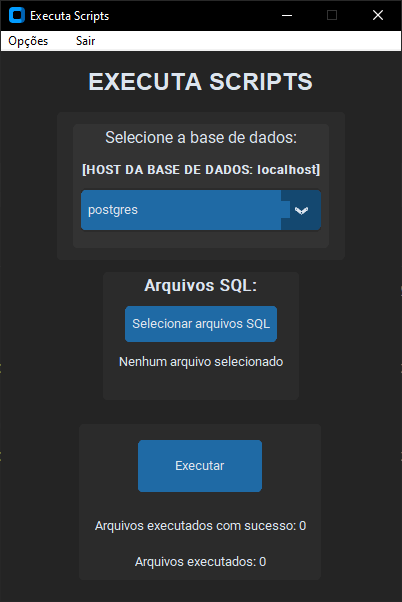 Executa Scripts
Opções Sair
EXECUTA SCRIPTS
Selecione a base de dados:
[HOST DA BASE DE DADOS: localhost]
postgres
Arquivos SQL:
Selecionar arquivos SQL
Nenhum arquivo selecionado
Executar
Arquivos executados com sucesso: 0
Arquivos executados: 0